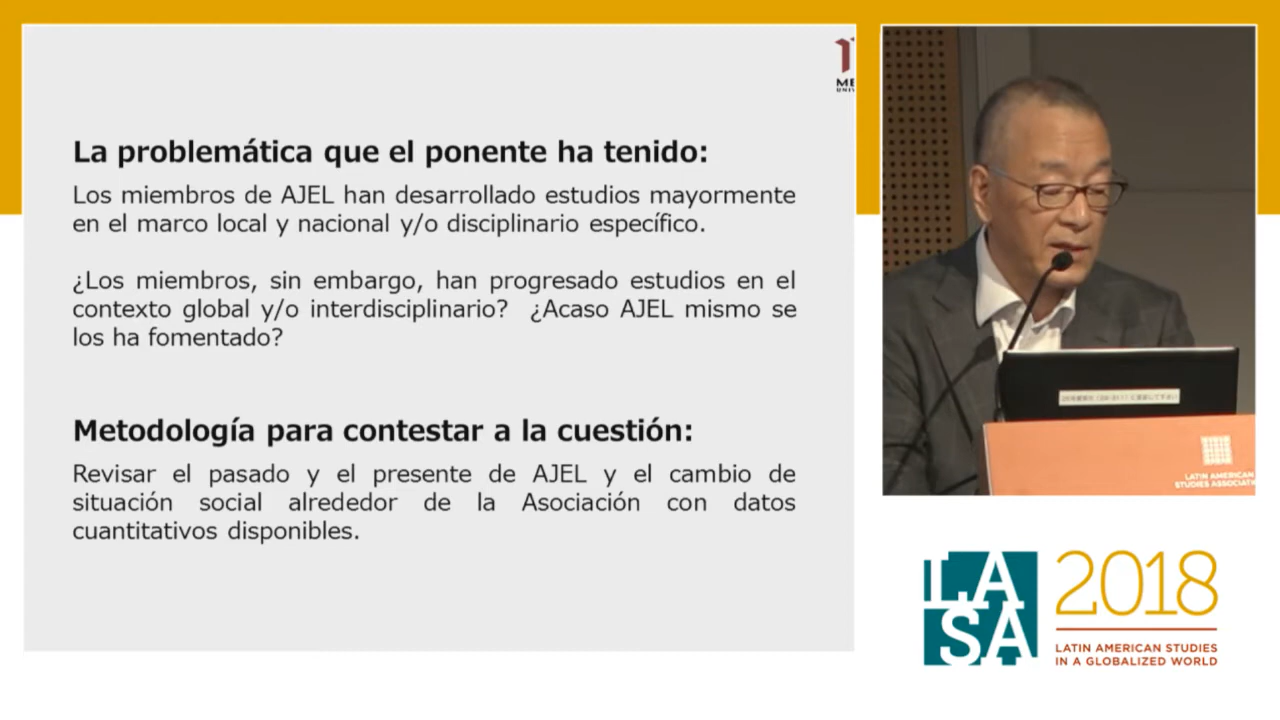 La problemática que el ponente ha tenido:
Los miembros de AJEL han desarrollado estudios mayormente
en el marco local y nacional y/o disciplinario específico.
¿Los miembros, sin embargo, han progresado estudios en el
contexto global y/o interdisciplinario? ¿Acaso AJEL mismo se
los ha fomentado?
Metodología para contestar a la cuestión:
Revisar el pasado y el presente de AJEL y el cambio de
situación social alrededor de la Asociación con datos
cuantitativos disponibles.
LATIN AMERICAN
STUDIES
LASA
2018
LATIN AMERICAN STUDIES
IN A GLOBALIZED WORLD